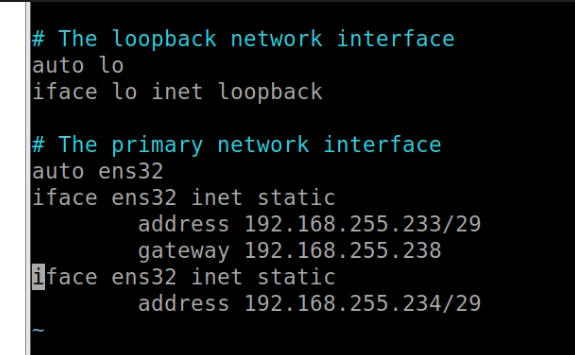 # The loopback network interface
auto lo
iface lo inet loopback
# The primary network interface
auto ens32
iface ens32 inet static
address 192.168.255.233/29
gateway 192.168.255.238
iface ens32 inet static
address 192.168.255.234/29
~